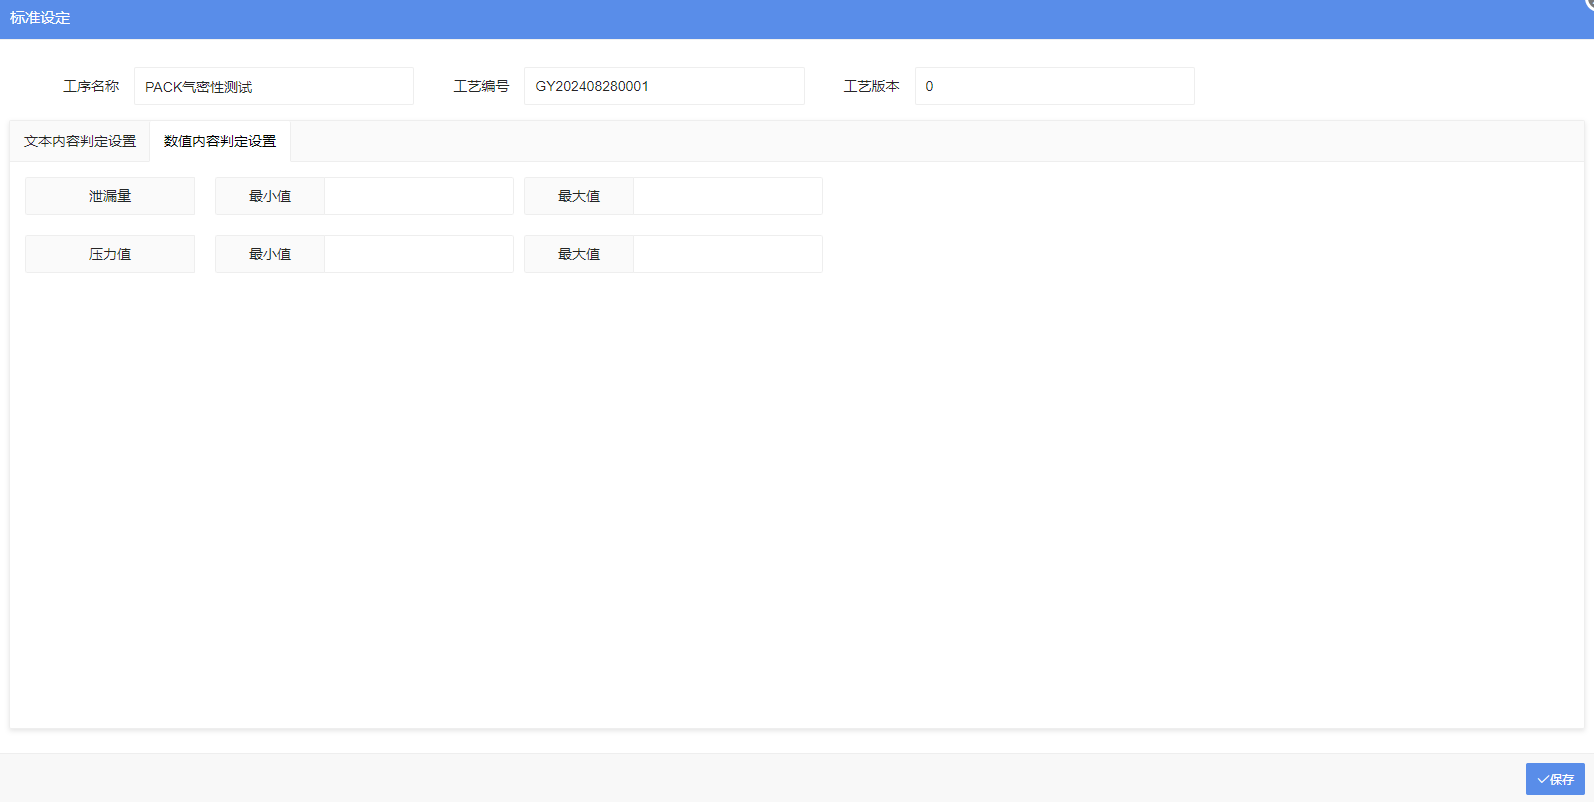 标准设定
工序名称 PACK气密性测试 工艺编号 GY202408280001 工艺版本 0
文本内容判定设置 数值内容判定设置
泄漏量 最小值 最大值
压力值 最小值 最大值
保存